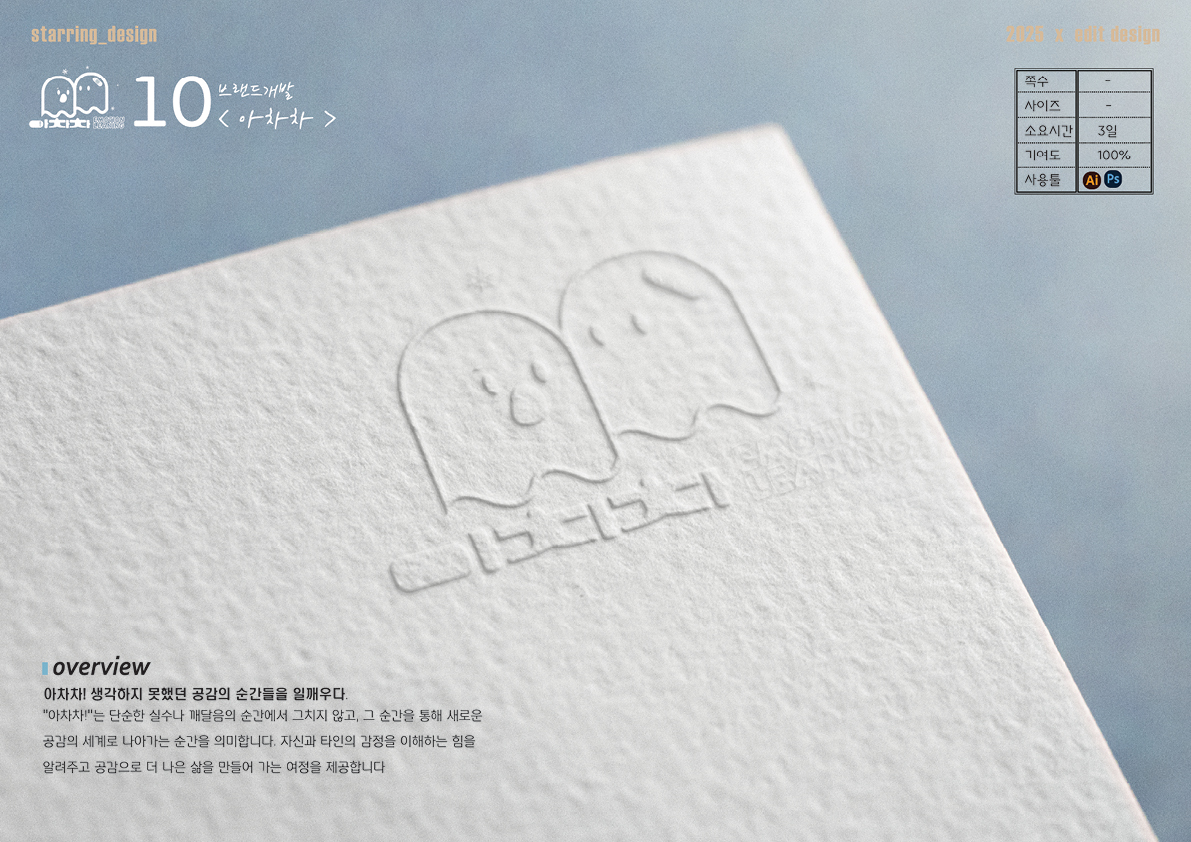 starring_design
2025 x edit design
10
브랜드개발
< 아차차 >
아차차
쪽수 -
사이즈 -
소요시간 3일
기여도 100%
사용툴 Ai Ps
아차차
EMOTION
LEARNING
overview
아차차! 생각하지 못했던 공감의 순간들을 일깨우다.
"아차차!"는 단순한 실수나 깨달음의 순간에서 그치지 않고, 그 순간을 통해 새로운
공감의 세계로 나아가는 순간을 의미합니다. 자신과 타인의 감정을 이해하는 힘을
알려주고 공감으로 더 나은 삶을 만들어 가는 여정을 제공합니다